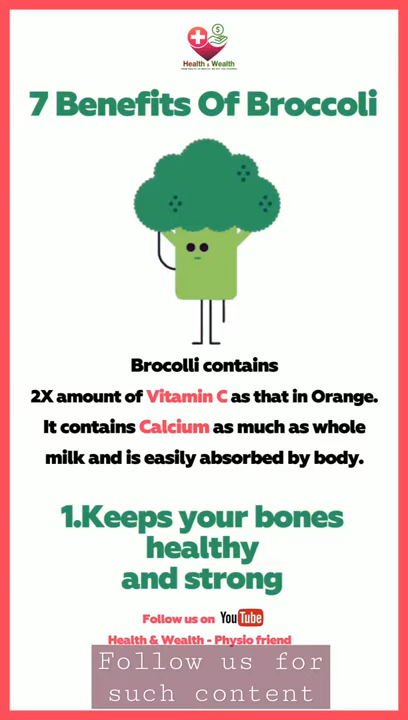 Health & Wealth
7 Benefits Of Broccoli
Brocolli contains
2X amount of Vitamin C as that in Orange.
It contains Calcium as much as whole
milk and is easily absorbed by body.
1.Keeps your bones
healthy
and strong
Follow us on YouTube
Health & Wealth - Physio friend
Follow us for
such content